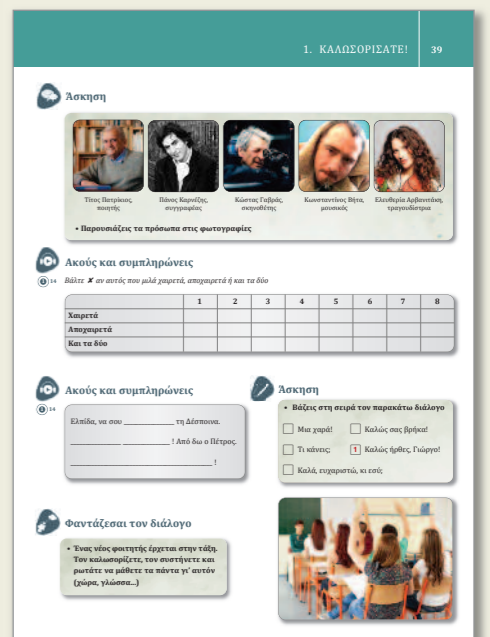 1. ΚΑΛΩΣΟΡΙΣΑΤΕ! 39
Άσκηση
Τίτος Πατρίκιος,
ποιητής
Πάνος Καρνέζης,
συγγραφέας
Κώστας Γαβράς,
σκηνοθέτης
Κωνσταντίνος Βήτα,
μουσικός
Ελευθερία Αρβανιτάκη,
τραγουδίστρια
• Παρουσιάζεις τα πρόσωπα στις φωτογραφίες
Ακούς και συμπληρώνεις
14 Βάλτε ✘ αν αυτός που μιλά χαιρετά, αποχαιρετά ή και τα δύο
1 2 3 4 5 6 7 8
Χαιρετά
Αποχαιρετά
Και τα δύο
Ακούς και συμπληρώνεις
14
Ελπίδα, να σου ____________ τη Δέσποινα.
____________ ____________ ! Από δω ο Πέτρος.
___________________________________ !
Άσκηση
• Βάζεις στη σειρά τον παρακάτω διάλογο
Μια χαρά! Καλώς σας βρήκα!
Τι κάνεις; 1 Καλώς ήρθες, Γιώργο!
Καλά, ευχαριστώ, κι εσύ;
Φαντάζεσαι τον διάλογο
• Ένας νέος φοιτητής έρχεται στην τάξη.
Τον καλωσορίζετε, τον συστήνετε και
ρωτάτε να μάθετε τα πάντα γι’ αυτόν
(χώρα, γλώσσα...)